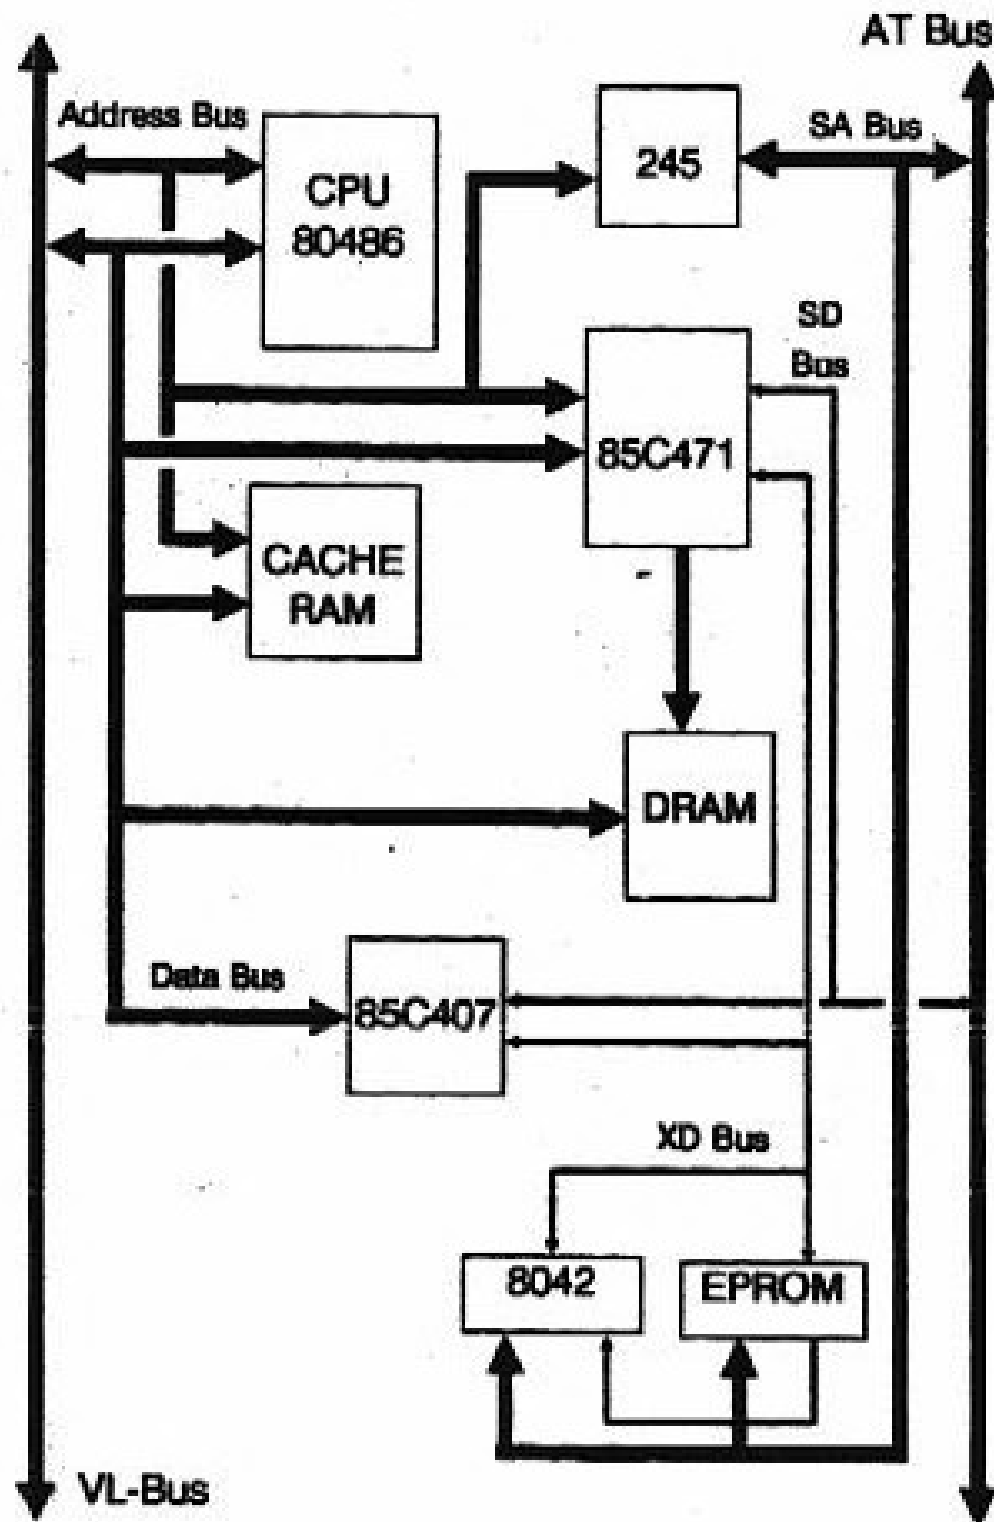 AT Bus
Address Bus
SA Bus
245
CPU
80486
SD
Bus
85C471
CACHE
RAM
DRAM
Data Bus
85C407
XD Bus
8042
EPROM
VL-Bus